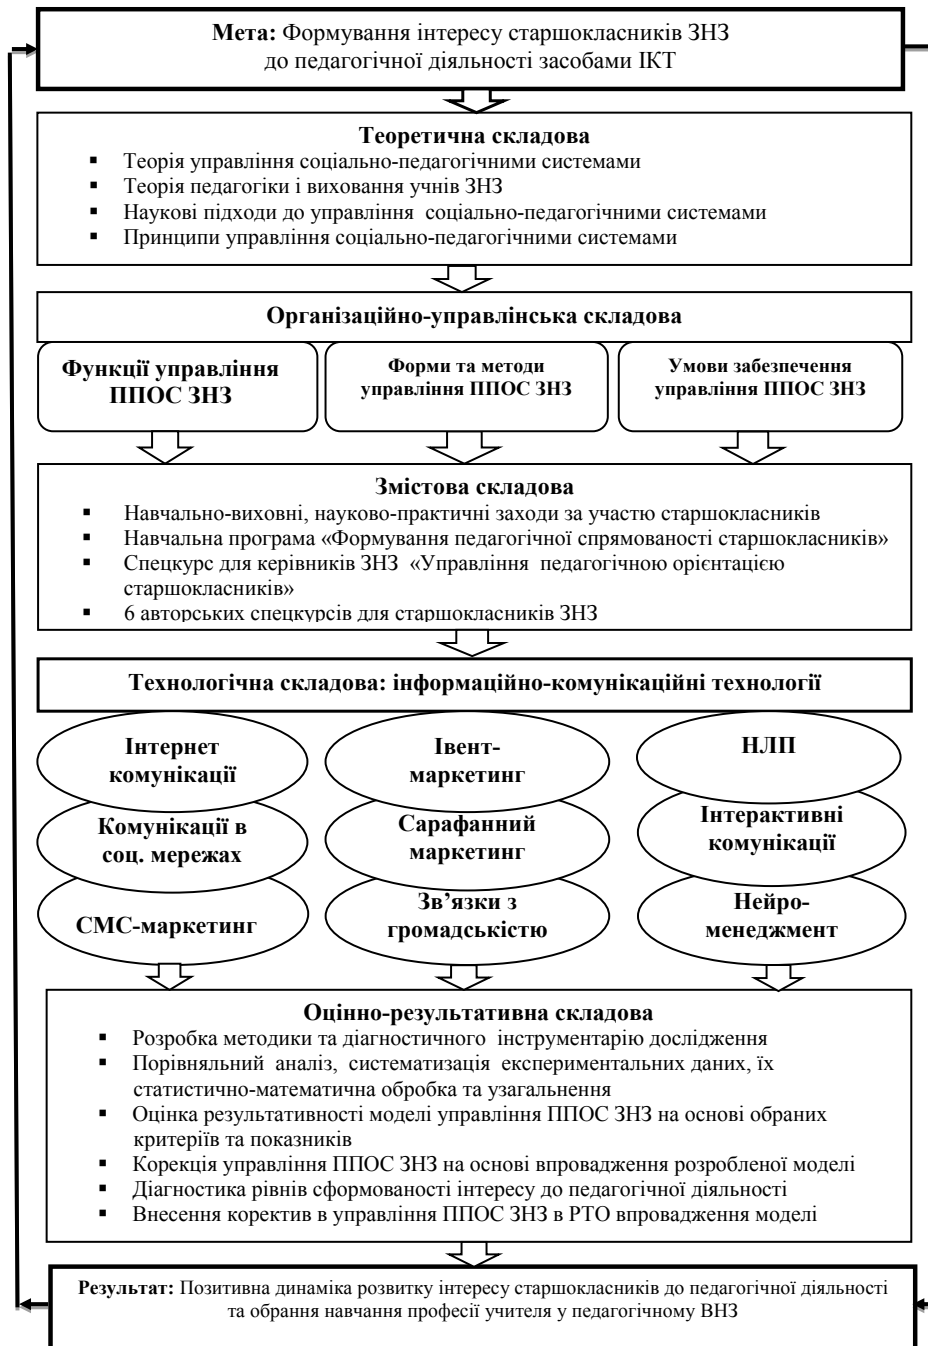 Мета: Формування інтересу старшокласників ЗНЗ
до педагогічної діяльності засобами ІКТ
Теоретична складова
▪ Теорія управління соціально-педагогічними системами
▪ Теорія педагогіки і виховання учнів ЗНЗ
▪ Наукові підходи до управління соціально-педагогічними системами
▪ Принципи управління соціально-педагогічними системами
Організаційно-управлінська складова
Функції управління
ППОС ЗНЗ
Форми та методи
управління ППОС ЗНЗ
Умови забезпечення
управління ППОС ЗНЗ
Змістова складова
▪ Навчально-виховні, науково-практичні заходи за участю старшокласників
▪ Навчальна програма «Формування педагогічної спрямованості старшокласників»
▪ Спецкурс для керівників ЗНЗ «Управління педагогічною орієнтацією
старшокласників»
▪ 6 авторських спецкурсів для старшокласників ЗНЗ
Технологічна складова: інформаційно-комунікаційні технології
Інтернет
комунікації
Комунікації в
соц. мережах
СМС-маркетинг
Івент-
маркетинг
Сарафанний
маркетинг
Зв’язки з
громадськістю
НЛП
Інтерактивні
комунікації
Нейро-
менеджмент
Оцінно-результативна складова
▪ Розробка методики та діагностичного інструментарію дослідження
▪ Порівняльний аналіз, систематизація експериментальних даних, їх
статистично-математична обробка та узагальнення
▪ Оцінка результативності моделі управління ППОС ЗНЗ на основі обраних
критеріїв та показників
▪ Корекція управління ППОС ЗНЗ на основі впровадження розробленої моделі
▪ Діагностика рівнів сформованості інтересу до педагогічної діяльності
▪ Внесення коректив в управління ППОС ЗНЗ в РТО впровадження моделі
Результат: Позитивна динаміка розвитку інтересу старшокласників до педагогічної діяльності
та обрання навчання професії учителя у педагогічному ВНЗ